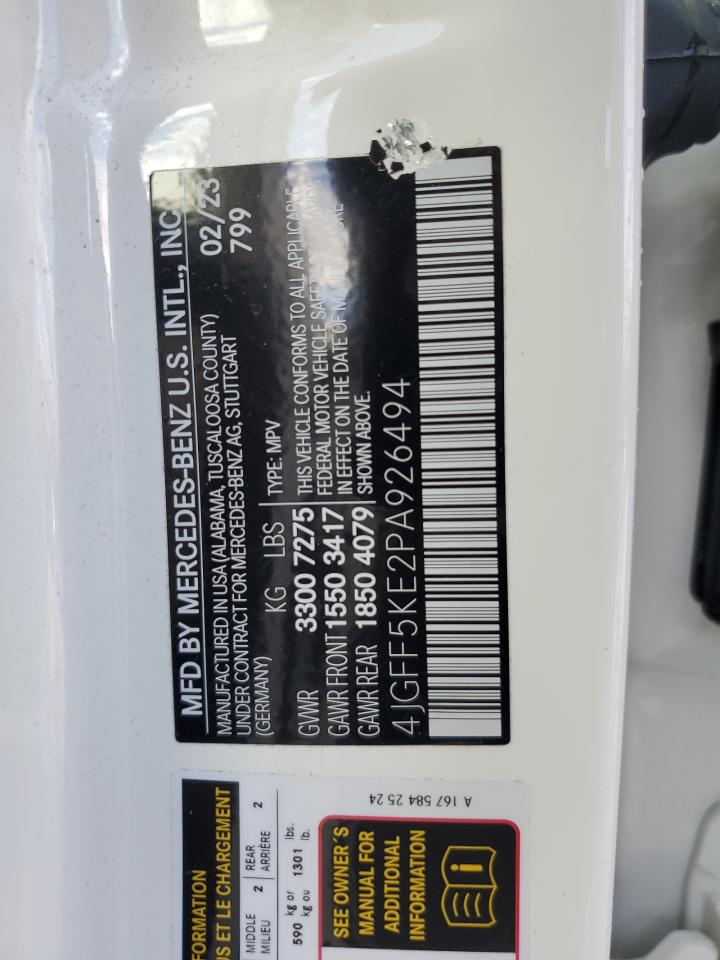 MFD BY MERCEDES-BENZ U.S. INTL., INC
MANUFACTURED IN USA (ALABAMA, TUSCALOOSA COUNTY) 02/23
UNDER CONTRACT FOR MERCEDES-BENZ AG, STUTTGART 799
(GERMANY)
KG LBS TYPE: MPV
GVWR 3300 7275 THIS VEHICLE CONFORMS TO ALL APPLICABLE
GAWR FRONT 1550 3417 FEDERAL MOTOR VEHICLE
GAWR REAR 1850 4079 IN EFFECT ON THE DATE OF
SHOWN ABOVE.
4JGFF5KE2PA926494
FORMATION
S ET LE CHARGEMENT
MIDDLE 2 REAR 2
MILIEU ARRIÈRE
590 kg or 1301 lbs.
kg ou lb.
SEE OWNER'S
MANUAL FOR
ADDITIONAL
INFORMATION
A 167 584 25 24